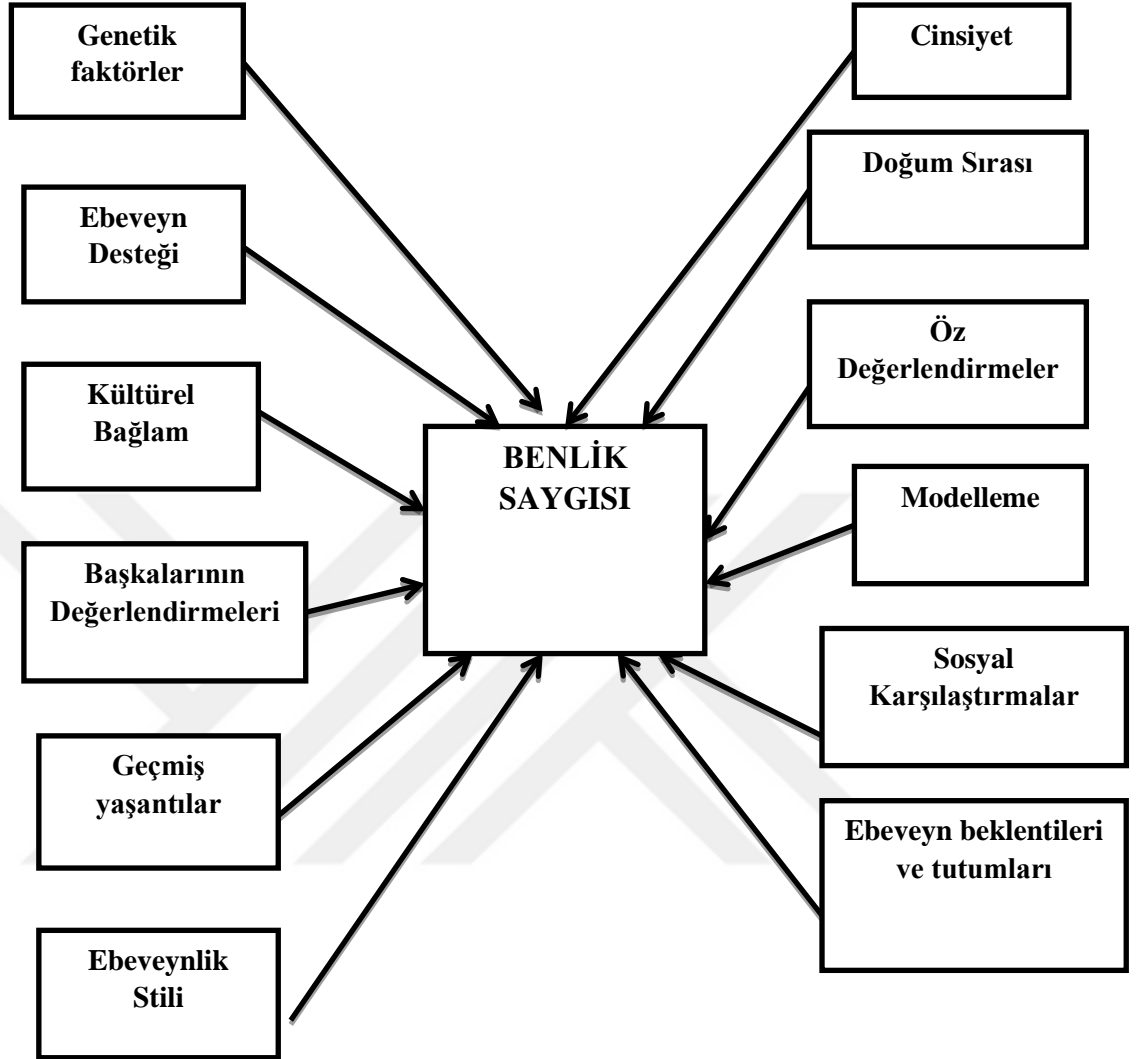 Genetik
faktörler
Ebeveyn
Desteği
Kültürel
Bağlam
Başkalarının
Değerlendirmeleri
Geçmiş
yaşantılar
Ebeveynlik
Stili
BENLİK
SAYGISI
Cinsiyet
Doğum Sırası
Öz
Değerlendirmeler
Modelleme
Sosyal
Karşılaştırmalar
Ebeveyn beklentileri
ve tutumları